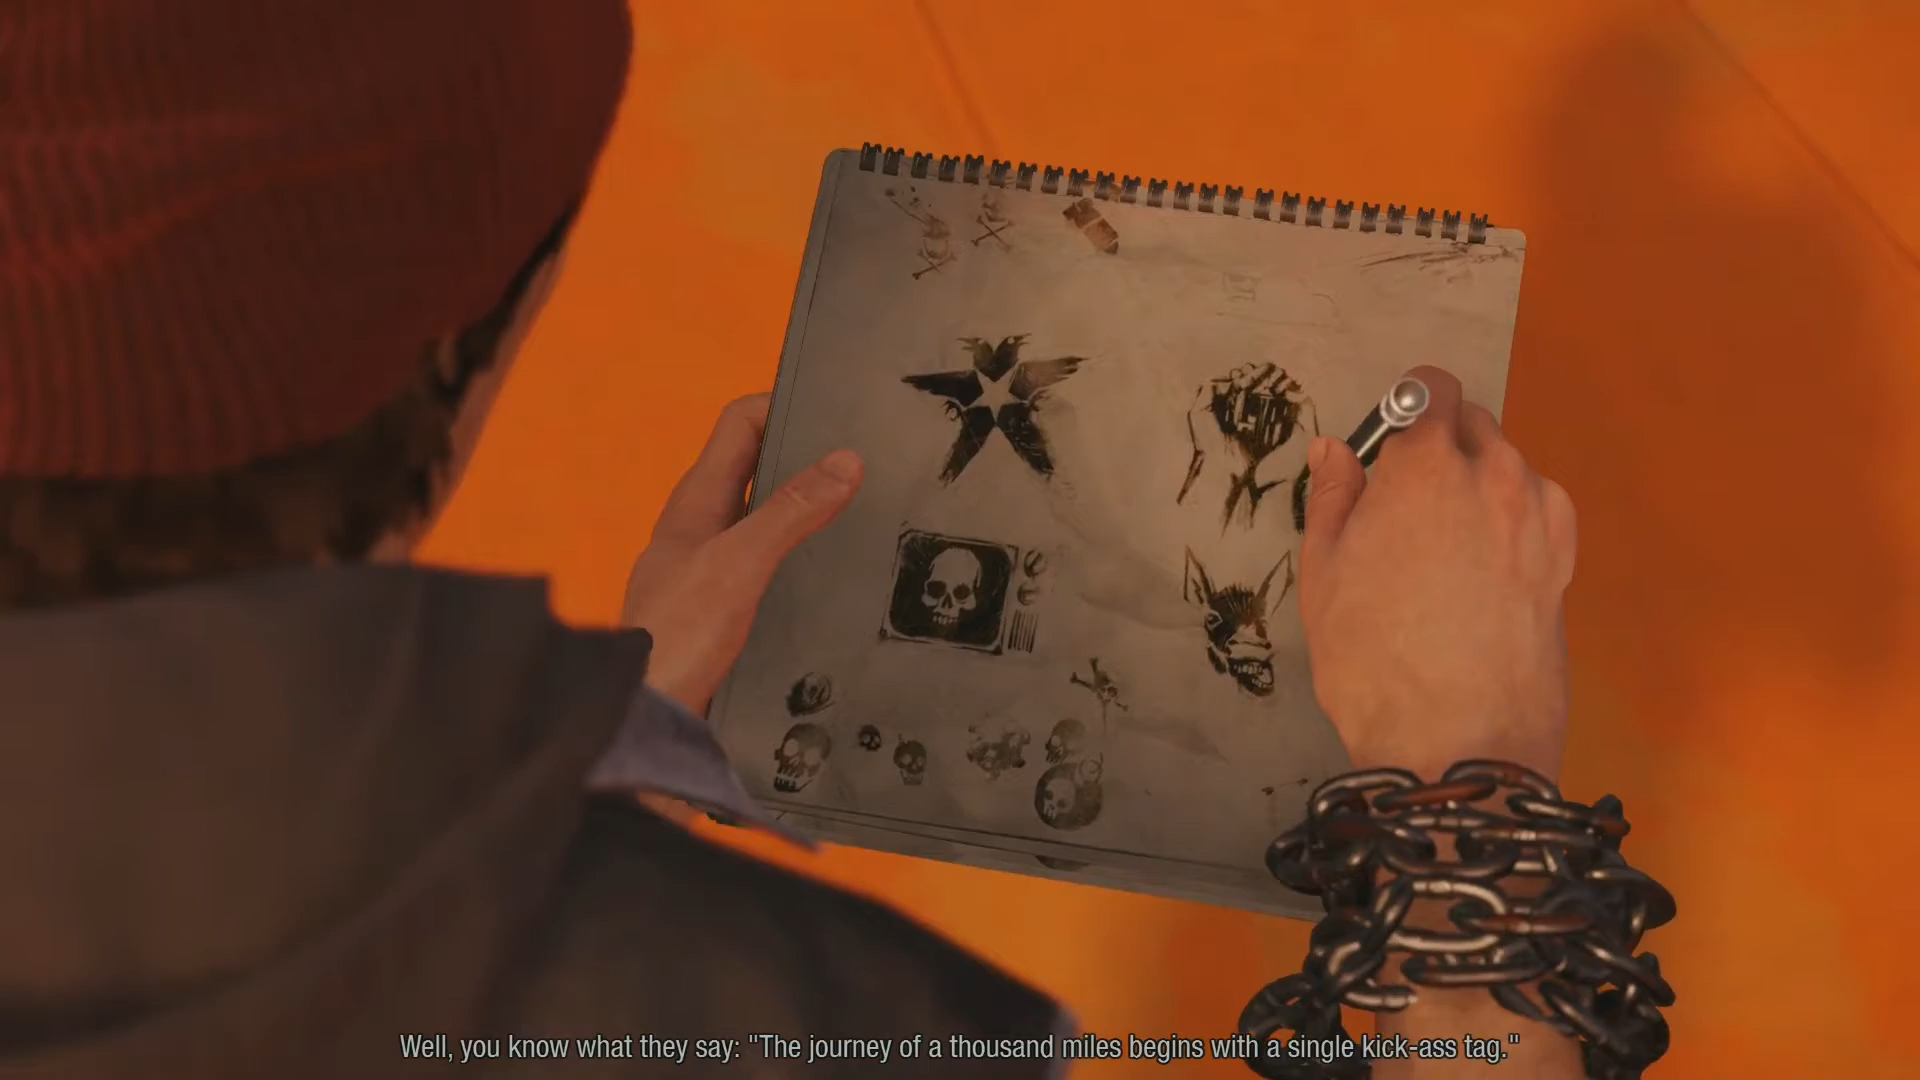 Well, you know what they say: "The journey of a thousand miles begins with a single kick-ass tag."